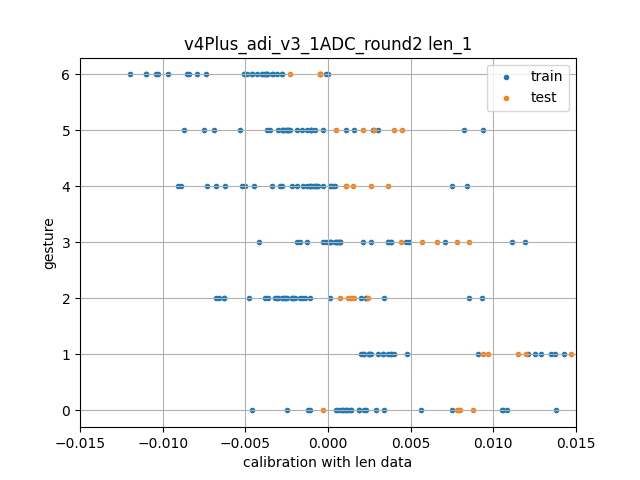 v4Plus_adi_v3_1ADC_round2 len_1
train
test
gesture
6
5
4
3
2
1
0
−0.015 −0.010 −0.005 0.000 0.005 0.010 0.015
calibration with len data